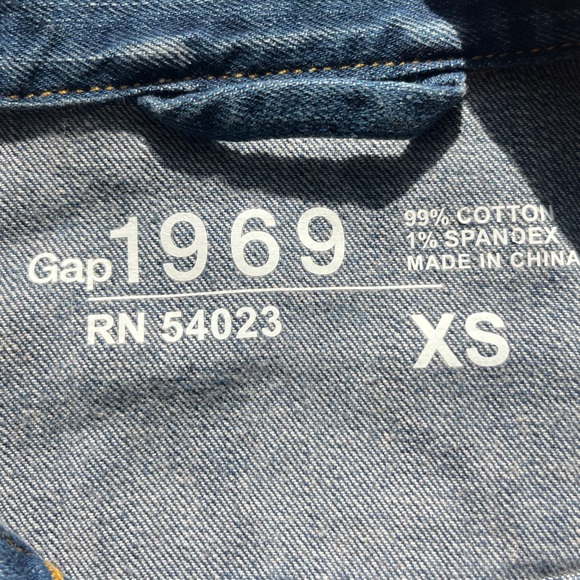 Gap 1969
RN 54023
99% COTTON
1% SPANDEX
MADE IN CHINA
XS